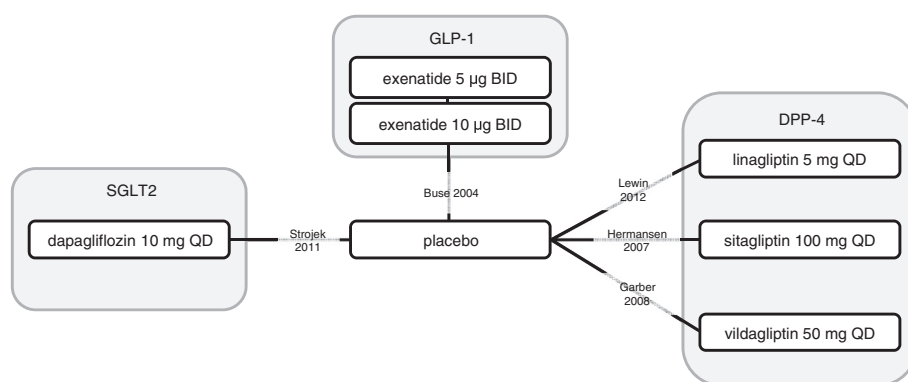 GLP-1
exenatide 5 µg BID
exenatide 10 µg BID
DPP-4
linagliptin 5 mg QD
Lewin
2012
Buse 2004
SGLT2
dapagliflozin 10 mg QD
Strojek
2011
placebo
Hermansen
2007
sitagliptin 100 mg QD
Garber
2008
vildagliptin 50 mg QD